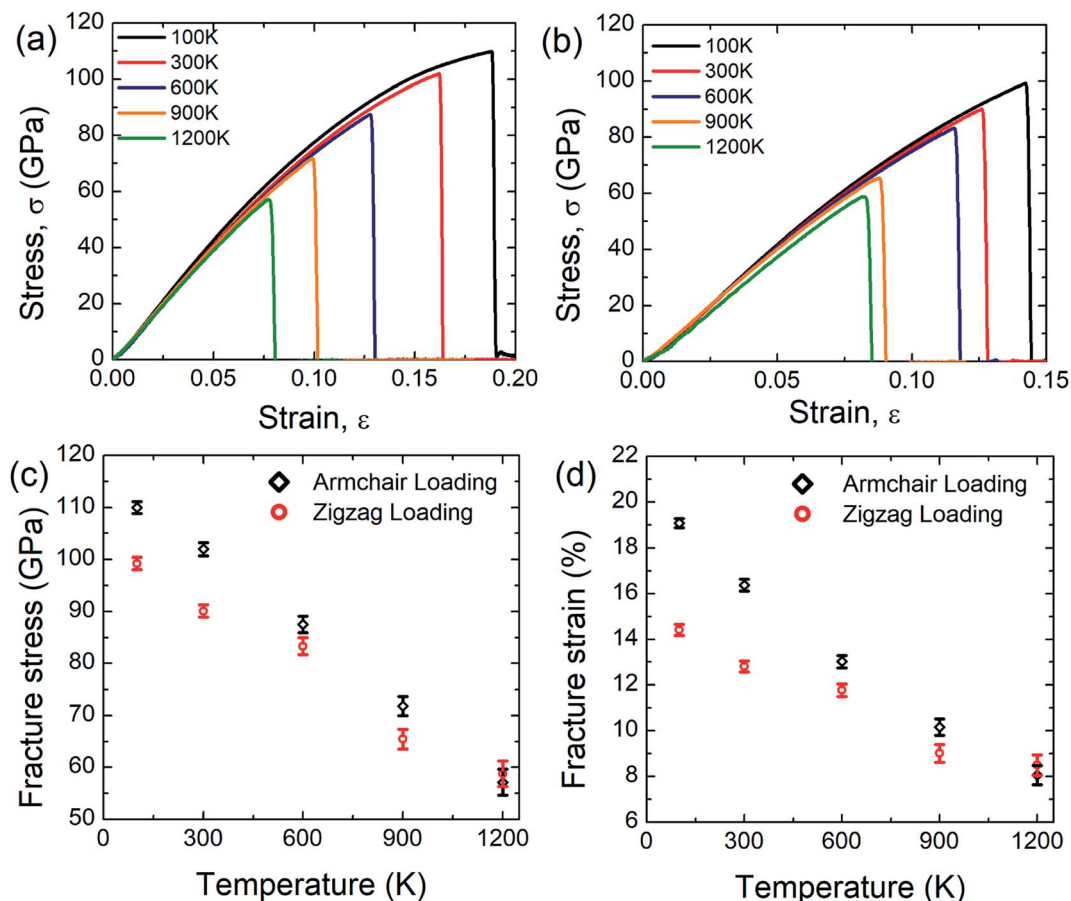 (a)
100K
300K
600K
900K
1200K
Stress, σ (GPa)
120
100
80
60
40
20
0
0.00 0.05 0.10 0.15 0.20
Strain, ε
(b)
100K
300K
600K
900K
1200K
Stress, σ (GPa)
120
100
80
60
40
20
0
0.00 0.05 0.10 0.15
Strain, ε
(c)
Armchair Loading
Zigzag Loading
Fracture stress (GPa)
120
110
100
90
80
70
60
50
0 300 600 900 1200
Temperature (K)
(d)
Armchair Loading
Zigzag Loading
Fracture strain (%)
22
20
18
16
14
12
10
8
6
0 300 600 900 1200
Temperature (K)